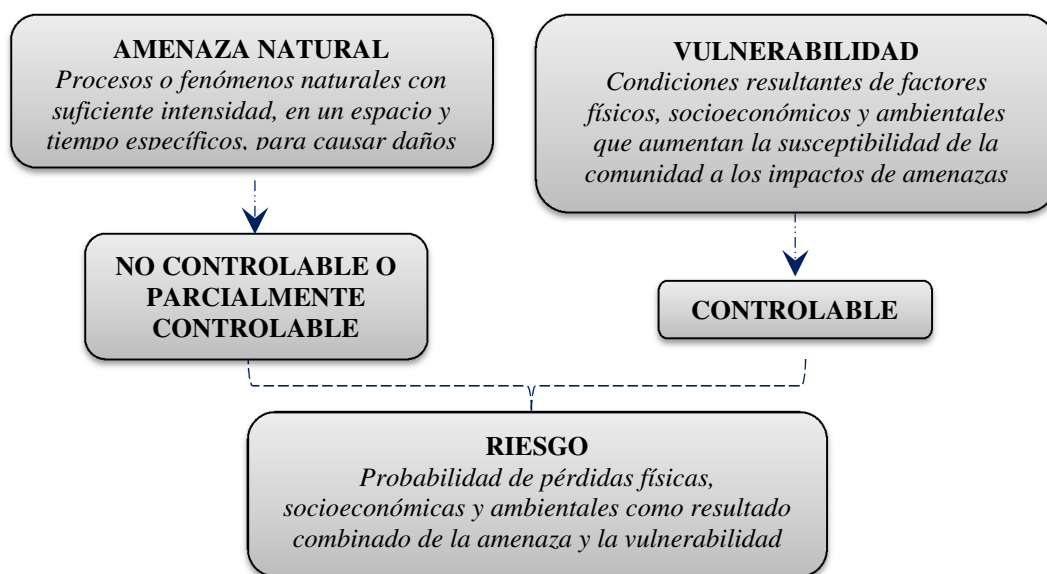 AMENAZA NATURAL
Procesos o fenómenos naturales con
suficiente intensidad, en un espacio y
tiempo específicos, para causar daños
VULNERABILIDAD
Condiciones resultantes de factores
físicos, socioeconómicos y ambientales
que aumentan la susceptibilidad de la
comunidad a los impactos de amenazas
NO CONTROLABLE O
PARCIALMENTE
CONTROLABLE
CONTROLABLE
RIESGO
Probabilidad de pérdidas físicas,
socioeconómicas y ambientales como resultado
combinado de la amenaza y la vulnerabilidad